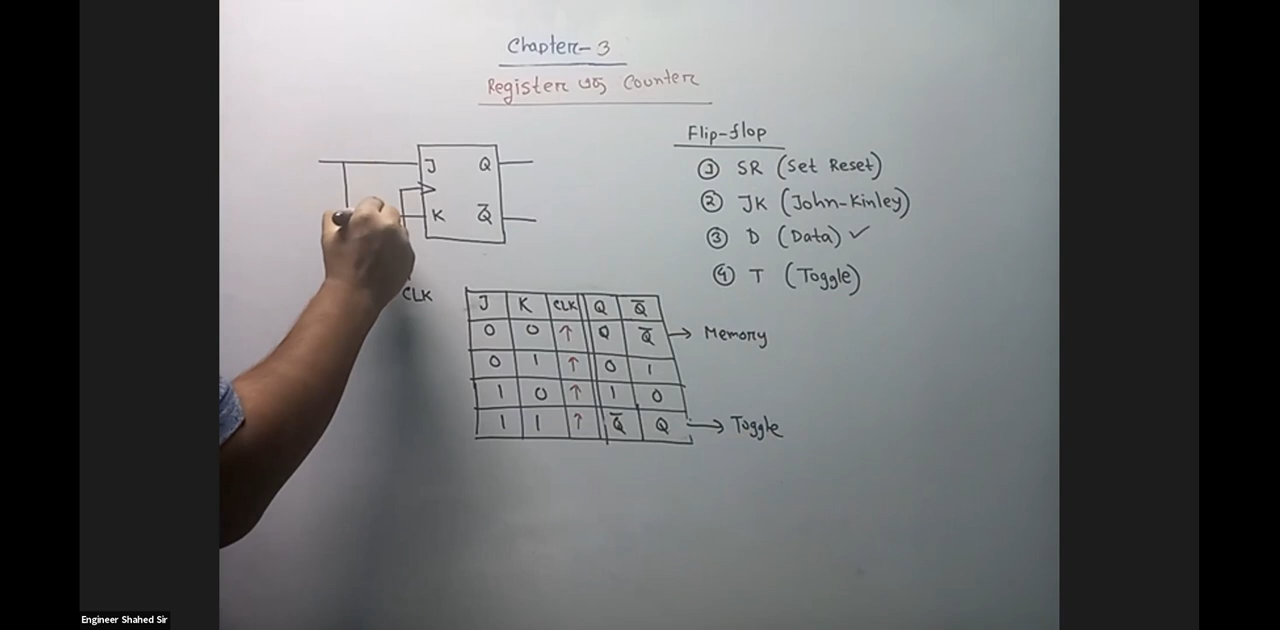 Chapter-3
Register এবং Counter
Flip-flop
① SR (Set Reset)
② JK (John-Kinley)
③ D (Data) ✓
④ T (Toggle)
J Q
K Q̅
CLK
J K CLK Q Q̅
0 0 ↑ Q Q̅ → Memory
0 1 ↑ 0 1
1 0 ↑ 1 0
1 1 ↑ Q̅ Q → Toggle
Engineer Shahed Sir